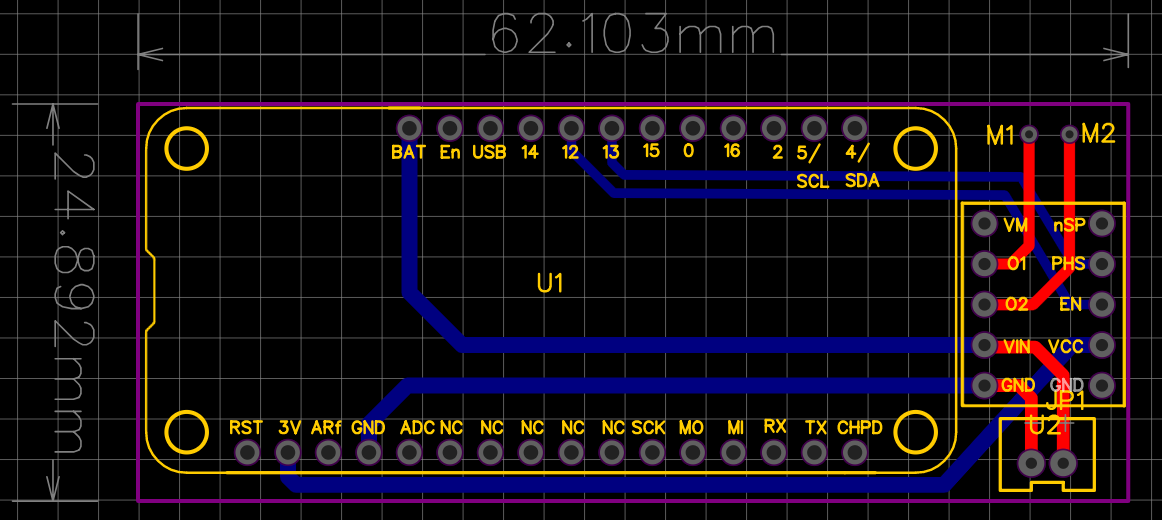 62.103mm
24.892mm
BAT En USB 14 12 13 15 0 16 2 5/ 4/
SCL SDA
M1 M2
VM nSP
O1 PHS
O2 EN
VIN VCC
GND GND
JP1
U2
U1
RST 3V ARf GND ADC NC NC NC NC NC SCK MO MI RX TX CHPD